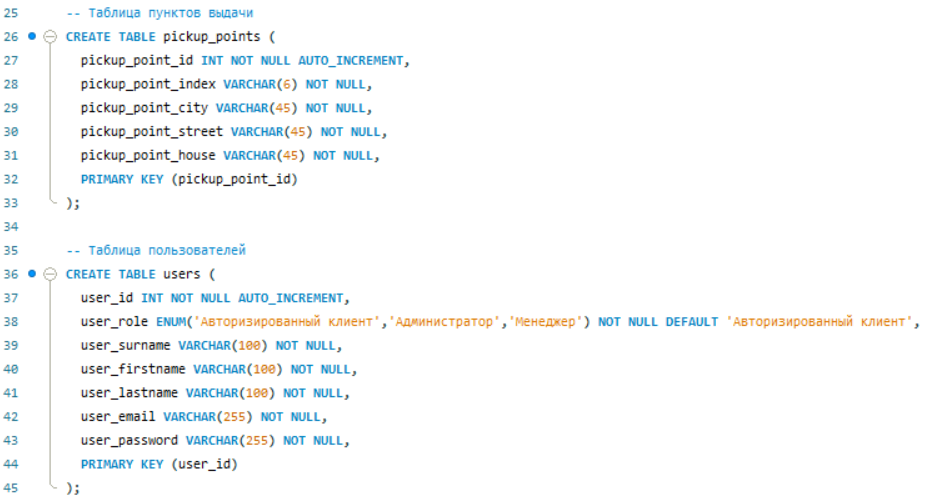 25 -- Таблица пунктов выдачи
26 CREATE TABLE pickup_points (
27 pickup_point_id INT NOT NULL AUTO_INCREMENT,
28 pickup_point_index VARCHAR(6) NOT NULL,
29 pickup_point_city VARCHAR(45) NOT NULL,
30 pickup_point_street VARCHAR(45) NOT NULL,
31 pickup_point_house VARCHAR(45) NOT NULL,
32 PRIMARY KEY (pickup_point_id)
33 );
34
35 -- Таблица пользователей
36 CREATE TABLE users (
37 user_id INT NOT NULL AUTO_INCREMENT,
38 user_role ENUM('Авторизированный клиент','Администратор','Менеджер') NOT NULL DEFAULT 'Авторизированный клиент',
39 user_surname VARCHAR(100) NOT NULL,
40 user_firstname VARCHAR(100) NOT NULL,
41 user_lastname VARCHAR(100) NOT NULL,
42 user_email VARCHAR(255) NOT NULL,
43 user_password VARCHAR(255) NOT NULL,
44 PRIMARY KEY (user_id)
45 );